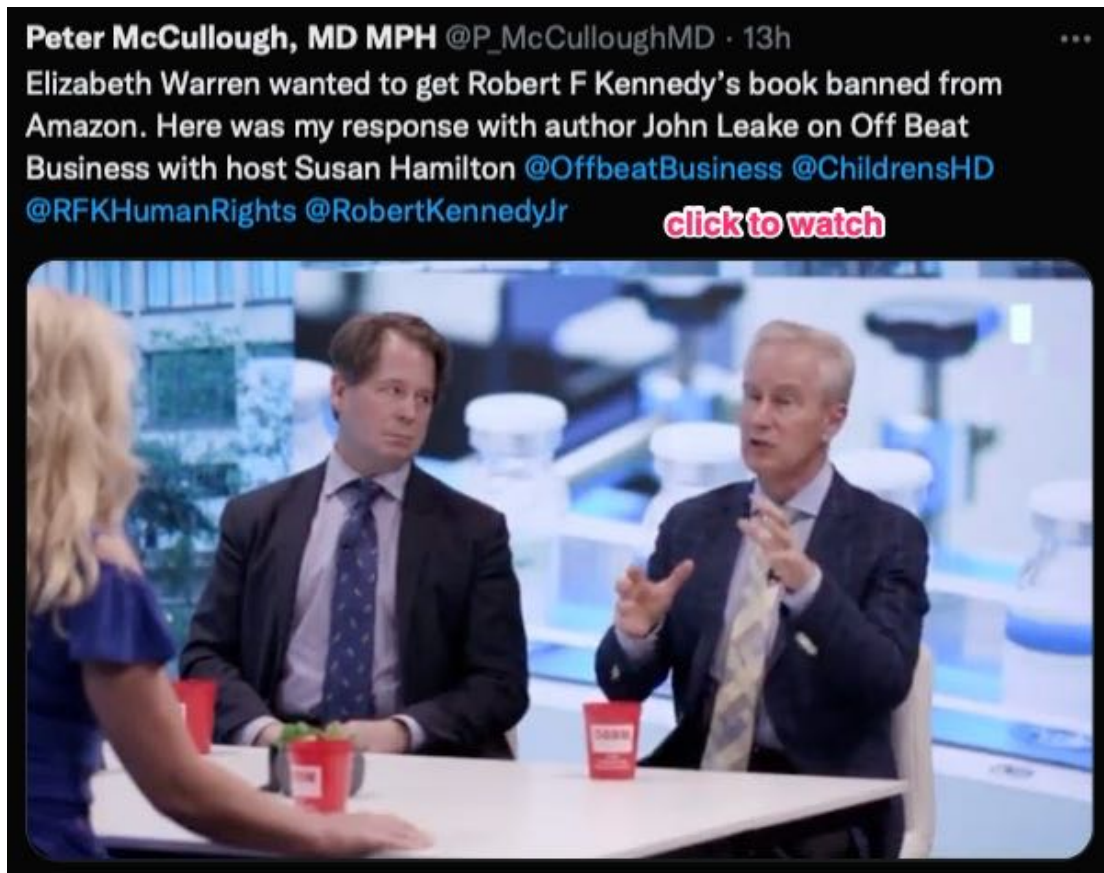 Peter McCullough, MD MPH @P_McCulloughMD · 13h
Elizabeth Warren wanted to get Robert F Kennedy's book banned from
Amazon. Here was my response with author John Leake on Off Beat
Business with host Susan Hamilton @OffbeatBusiness @ChildrensHD
@RFKHumanRights @RobertKennedyJr
click to watch